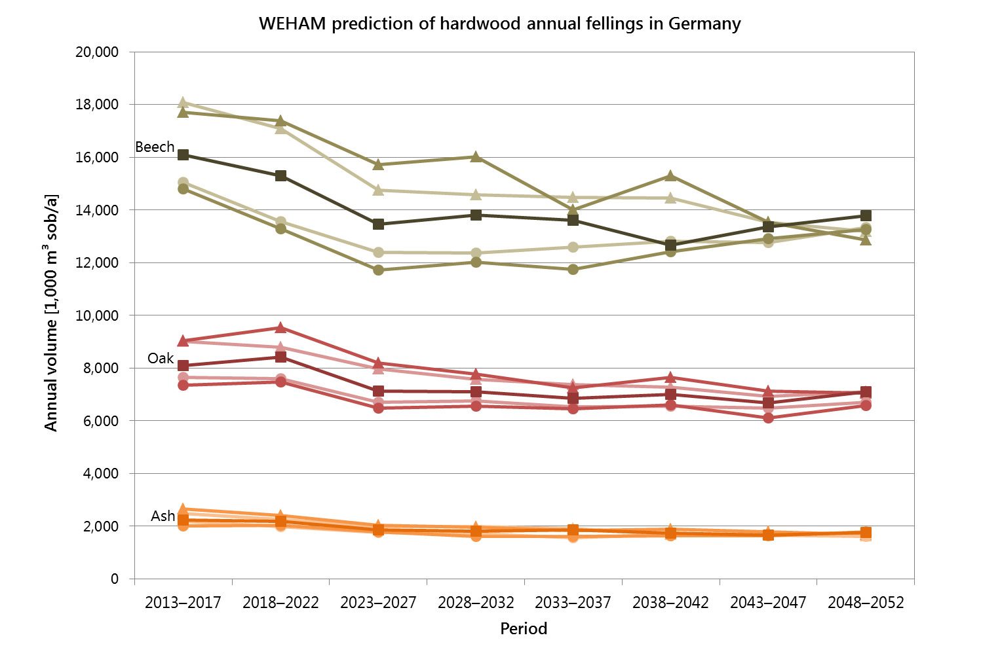 WEHAM prediction of hardwood annual fellings in Germany
Annual volume [1,000 m³ sob/a]
20,000
18,000
16,000
14,000
12,000
10,000
8,000
6,000
4,000
2,000
0
Beech
Oak
Ash
2013–2017 2018–2022 2023–2027 2028–2032 2033–2037 2038–2042 2043–2047 2048–2052
Period